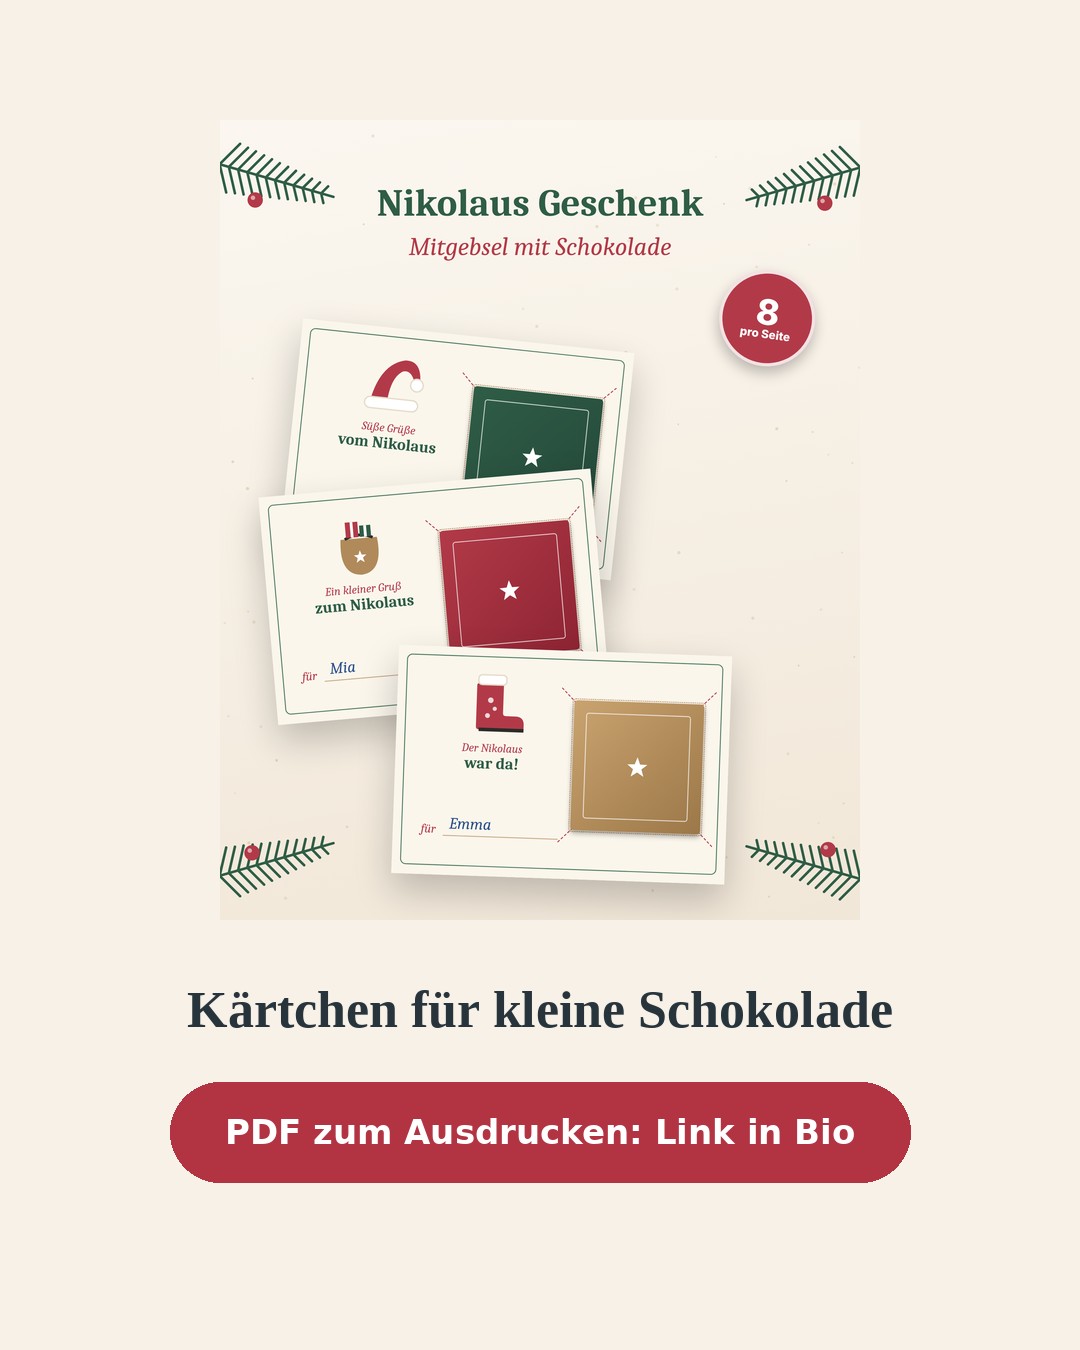 Nikolaus Geschenk
Mitgebsel mit Schokolade
8
pro Seite
Süße Grüße
vom Nikolaus
Ein kleiner Gruß
zum Nikolaus
für Mia
Der Nikolaus
war da!
für Emma
Kärtchen für kleine Schokolade
PDF zum Ausdrucken: Link in Bio